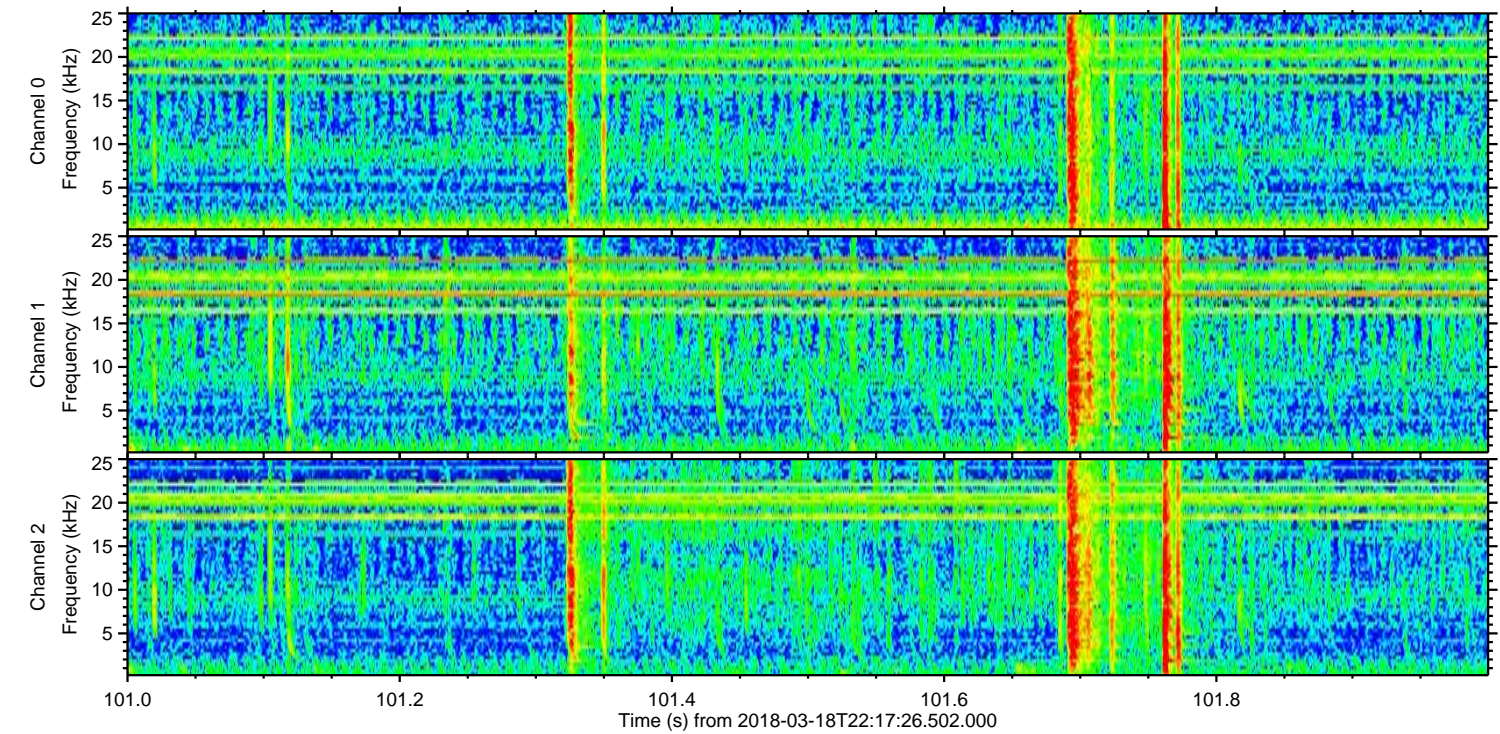 Channel 0
Frequency (kHz)
25
20
15
10
5
Channel 1
Frequency (kHz)
25
20
15
10
5
Channel 2
Frequency (kHz)
25
20
15
10
5
101.0 101.2 101.4 101.6 101.8
Time (s) from 2018-03-18T22:17:26.502.000